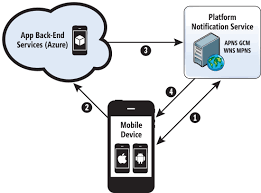 App Back-End
Services (Azure)
Platform
Notification Service
APNS GCM
WNS MPNS
3
4
2
1
Mobile
Device